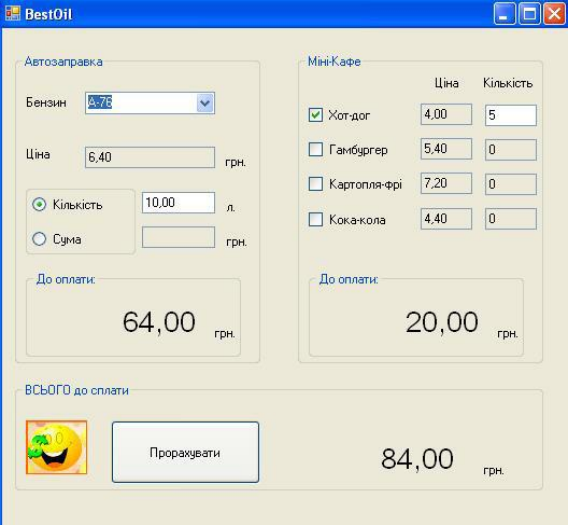 BestOil
Автозаправка
Бензин А-76
Ціна 6,40 грн.
Кількість 10,00 л.
Сума грн.
До оплати:
64,00 грн.
Міні-Кафе
Ціна Кількість
Хот-дог 4,00 5
Гамбургер 5,40 0
Картопля-фрі 7,20 0
Кока-кола 4,40 0
До оплати:
20,00 грн.
ВСЬОГО до сплати
Прорахувати 84,00 грн.